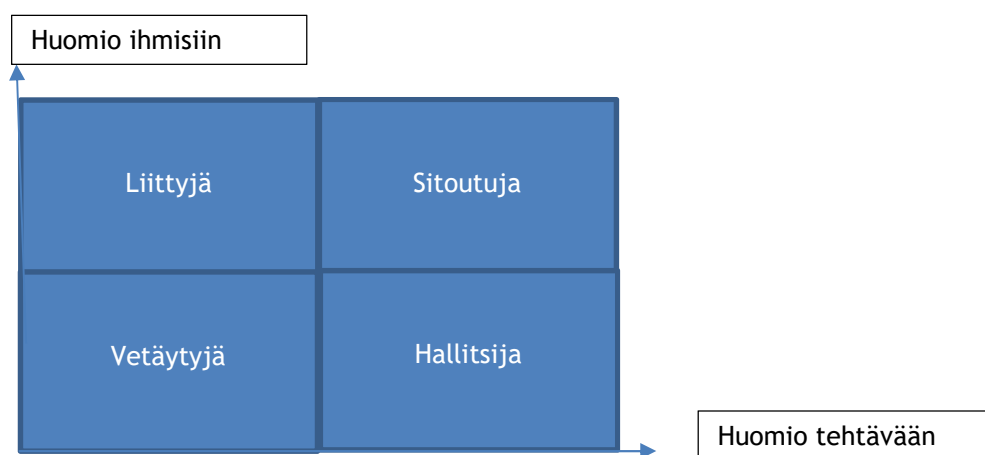 Huomio ihmisiin
Liittyjä
Sitoutuja
Vetäytyjä
Hallitsija
Huomio tehtävään